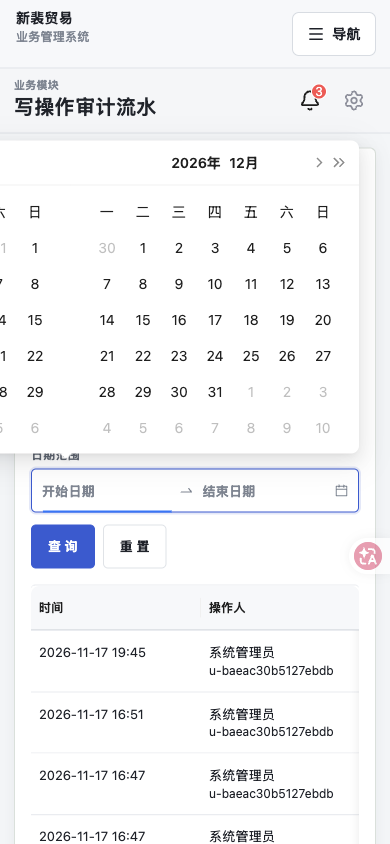 新裴贸易
业务管理系统
导航
业务模块
写操作审计流水
3
2026年 12月
六 日 一 二 三 四 五 六 日
1 30 1 2 3 4 5 6
8 7 8 9 10 11 12 13
15 14 15 16 17 18 19 20
22 21 22 23 24 25 26 27
29 28 29 30 31 1 2 3
6 4 5 6 7 8 9 10
日期范围
开始日期 → 结束日期
查询 重置
时间 操作人
2026-11-17 19:45 系统管理员
u-baeac30b5127ebdb
2026-11-17 16:51 系统管理员
u-baeac30b5127ebdb
2026-11-17 16:47 系统管理员
u-baeac30b5127ebdb
2026-11-17 16:47 系统管理员